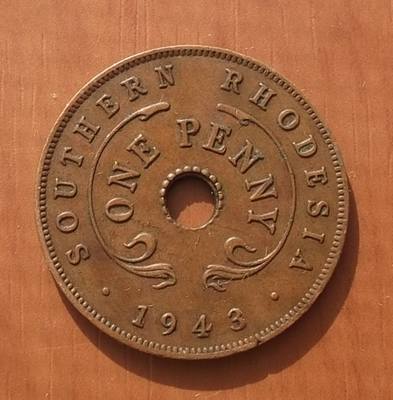 SOUTHERN RHODESIA
ONE PENNY
· 1943 ·